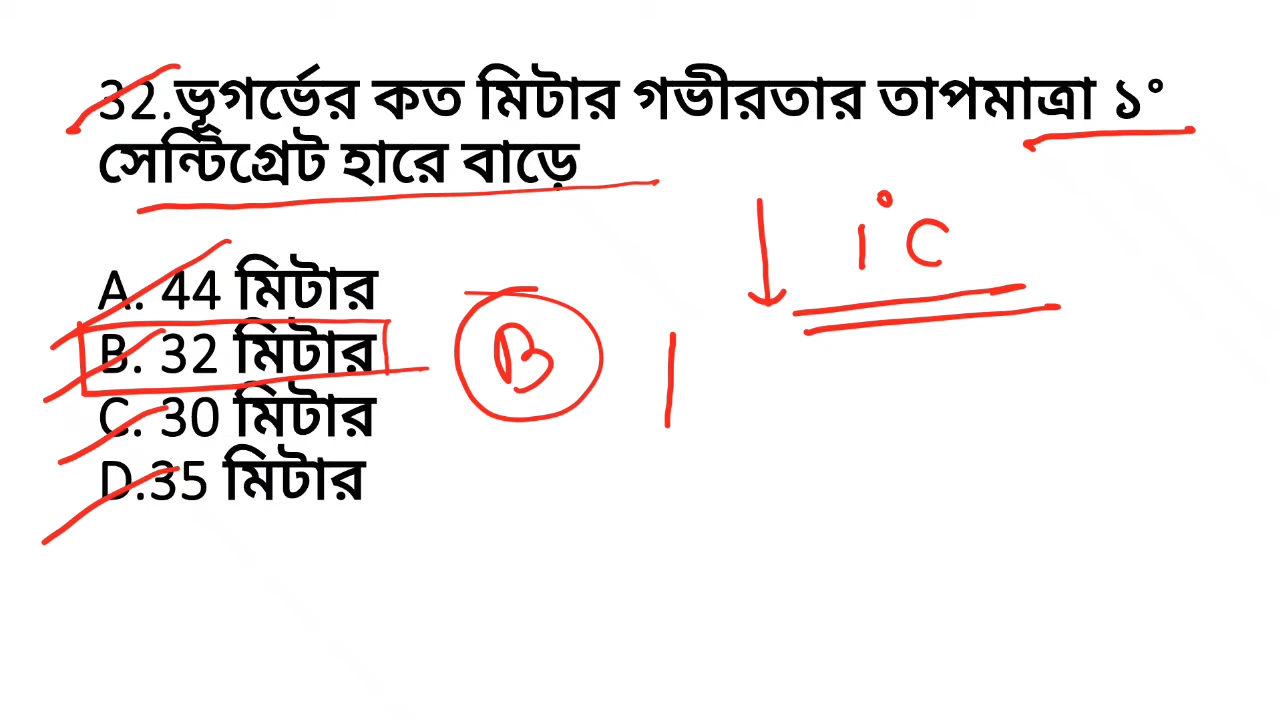 32.ভূগর্ভের কত মিটার গভীরতার তাপমাত্রা ১°
সেন্টিগ্রেট হারে বাড়ে
1°C
A. 44 মিটার
B. 32 মিটার
B
C. 30 মিটার
D.35 মিটার